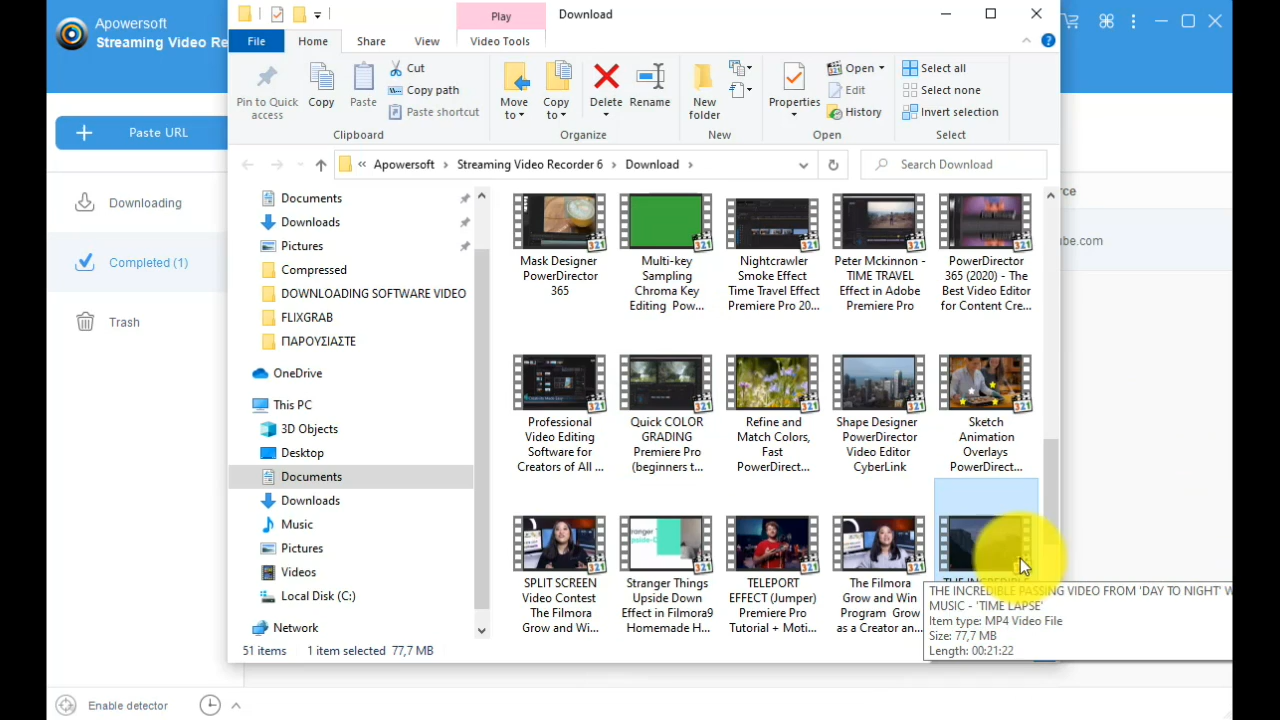 Apowersoft
Streaming Video Re
Play
Download
File
Home
Share
View
Video Tools
Pin to Quick
access
Copy
Paste
Cut
Copy path
Paste shortcut
Clipboard
Move
to
Copy
to
Delete
Rename
Organize
New
folder
New
Properties
Open
Edit
History
Open
Select all
Select none
Invert selection
Select
« Apowersoft > Streaming Video Recorder 6 > Download >
Search Download
Paste URL
Downloading
Completed (1)
Trash
rce
be.com
Documents
Downloads
Pictures
Compressed
DOWNLOADING SOFTWARE VIDEO
FLIXGRAB
ΠΑΡΟΥΣΙΑΣΤΕ
OneDrive
This PC
3D Objects
Desktop
Documents
Downloads
Music
Pictures
Videos
Local Disk (C:)
Network
Mask Designer
PowerDirector
365
Multi-key
Sampling
Chroma Key
Editing Pow...
Nightcrawler
Smoke Effect
Time Travel Effect
Premiere Pro 20...
Peter Mckinnon -
TIME TRAVEL
Effect in Adobe
Premiere Pro
PowerDirector
365 (2020) - The
Best Video Editor
for Content Cre...
Professional
Video Editing
Software for
Creators of All ...
Quick COLOR
GRADING
Premiere Pro
(beginners t...
Refine and
Match Colors,
Fast
PowerDirect...
Shape Designer
PowerDirector
Video Editor
CyberLink
Sketch
Animation
Overlays
PowerDirect...
SPLIT SCREEN
Video Contest
The Filmora
Grow and Wi...
Stranger Things
Upside Down
Effect in Filmora9
Homemade H...
TELEPORT
EFFECT (Jumper)
Premiere Pro
Tutorial + Moti...
The Filmora
Grow and Win
Program Grow
as a Creator an...
THE INCREDIBLE
THE INCREDIBLE PASSING VIDEO FROM 'DAY TO NIGHT' W
MUSIC - 'TIME LAPSE'
Item type: MP4 Video File
Size: 77,7 MB
Length: 00:21:22
51 items
1 item selected 77,7 MB
Enable detector